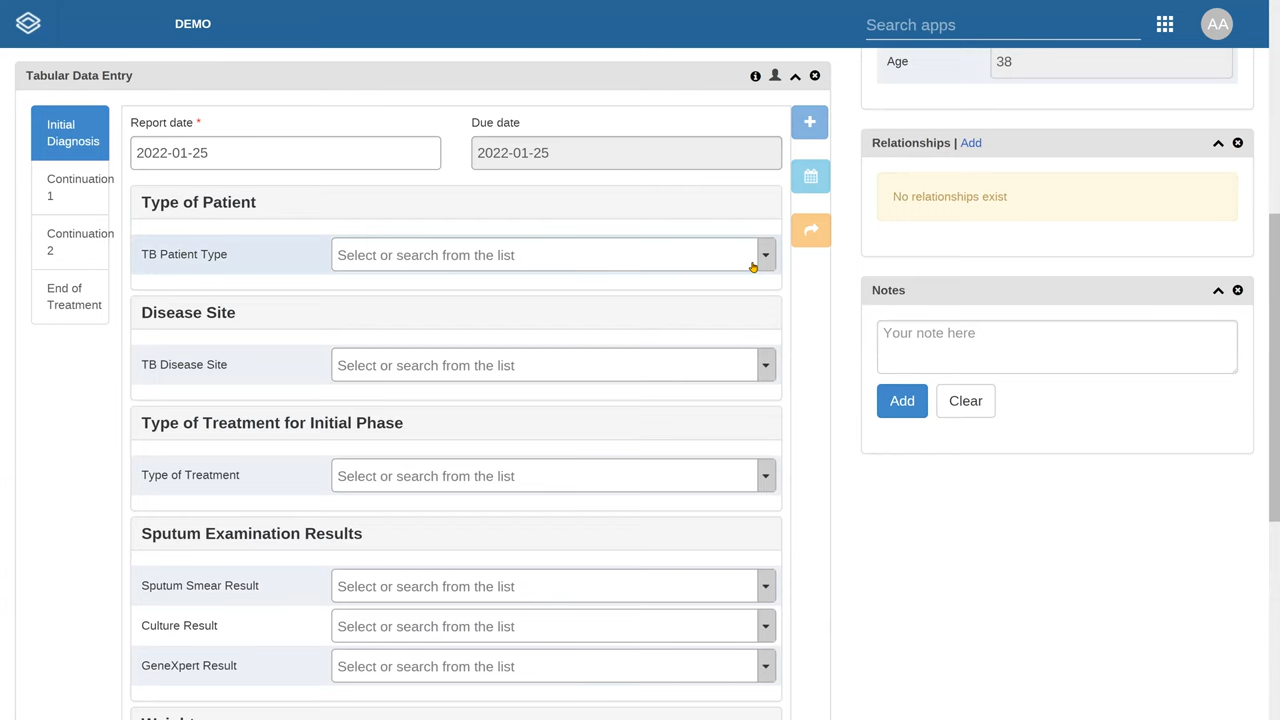 DEMO
Search apps
AA
Tabular Data Entry
Initial
Diagnosis
Continuation
1
Continuation
2
End of
Treatment
Report date *
Due date
2022-01-25
2022-01-25
Type of Patient
TB Patient Type
Select or search from the list
Disease Site
TB Disease Site
Select or search from the list
Type of Treatment for Initial Phase
Type of Treatment
Select or search from the list
Sputum Examination Results
Sputum Smear Result
Select or search from the list
Culture Result
Select or search from the list
GeneXpert Result
Select or search from the list
Age
38
Relationships | Add
No relationships exist
Notes
Your note here
Add
Clear